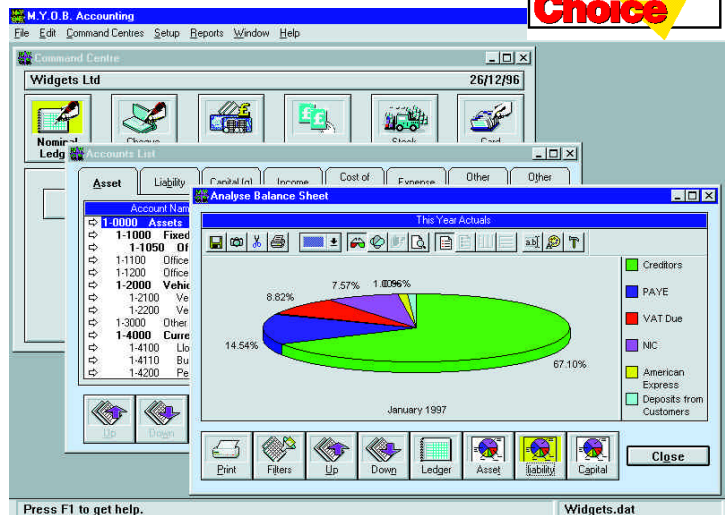 Choice
M.Y.O.B. Accounting
File Edit Command Centres Setup Reports Window Help
Command Centre
Widgets Ltd 26/12/96
Nominal
Stock
Card
Accounts List
Asset Liability Income Cost of Expense Other Other
Analyse Balance Sheet
This Year Actuals
1-0000 Assets
1-1000 Fixed
1-1050 Of
1-1100 Office
1-1200 Office
1-2000 Vehic
1-2100 Ve
1-2200 Ve
1-3000 Other
1-4000 Curre
1-4100 Llo
1-4110 Bu
1-4200 Pe
7.57%
8.82%
14.54%
67.10%
January 1997
Creditors
PAYE
VAT Due
NIC
American
Express
Deposits from
Customers
Up Down
Print Filters Up Down Ledger Asset liability Capital Close
Press F1 to get help. Widgets.dat